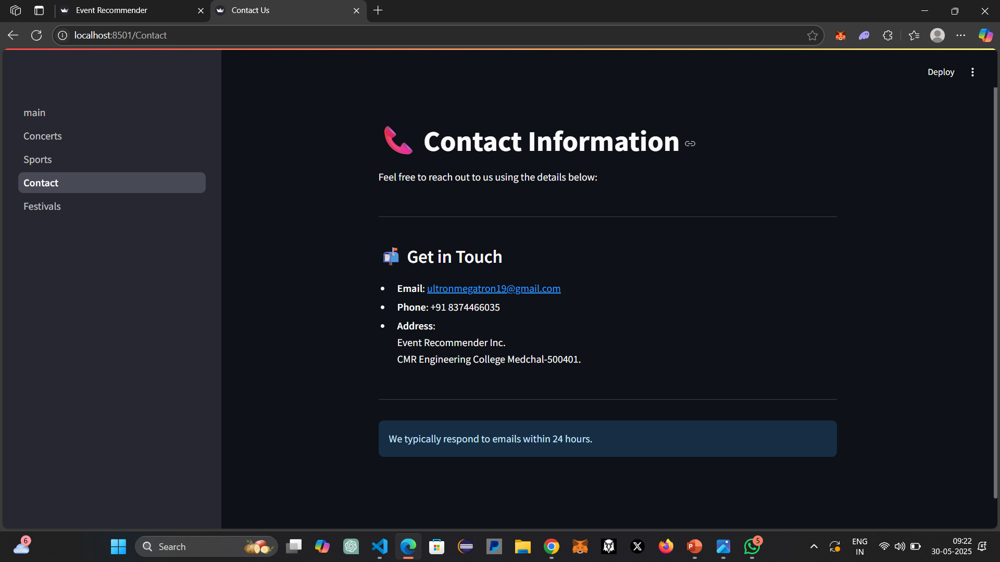 Event Recommender
Contact Us
localhost:8501/Contact
Deploy
main
Concerts
Sports
Contact
Festivals
Contact Information
Feel free to reach out to us using the details below:
Get in Touch
Email: ultronmegatron19@gmail.com
Phone: +91 8374466035
Address:
Event Recommender Inc.
CMR Engineering College Medchal-500401.
We typically respond to emails within 24 hours.
6
Search
5
ENG
IN
09:22
30-05-2025